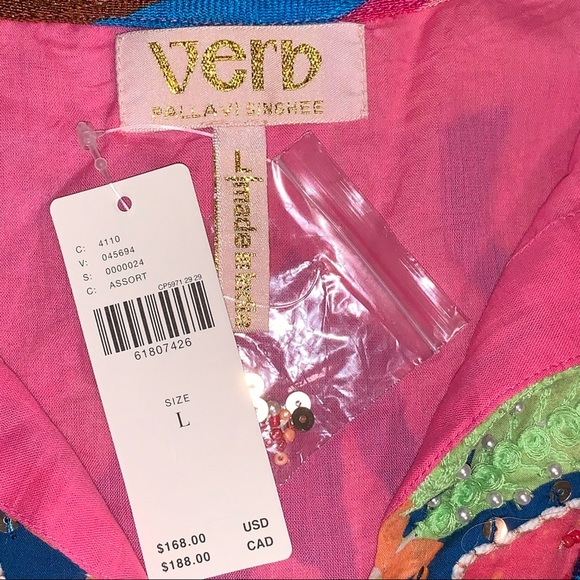 verb
PALLAVI SINGHEE
L
made in India
C: 4110
V: 045694
S: 0000024
C: ASSORT
CP5971 29 29
61807426
SIZE
L
$168.00 USD
$188.00 CAD